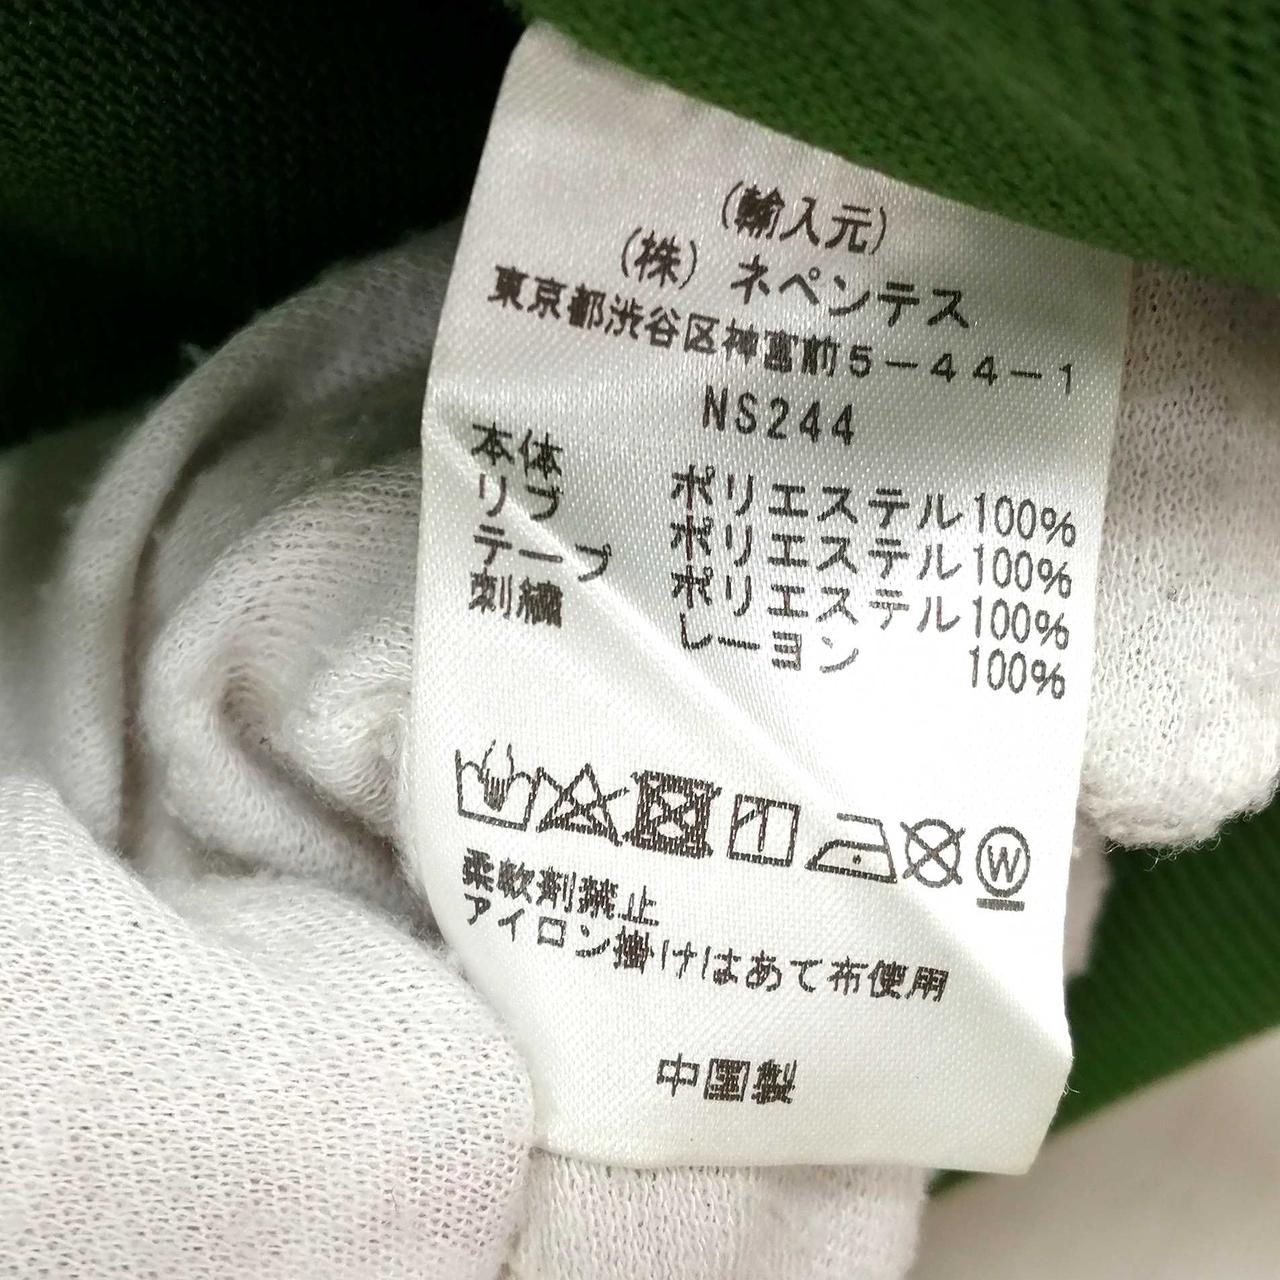 (輸入元)
(株) ネペンテス
東京都渋谷区神宮前5-44-1
NS244
本体 ポリエステル100%
リブ ポリエステル100%
テープ ポリエステル100%
刺繍 レーヨン 100%
W
柔軟剤禁止
アイロン掛けはあて布使用
中国製